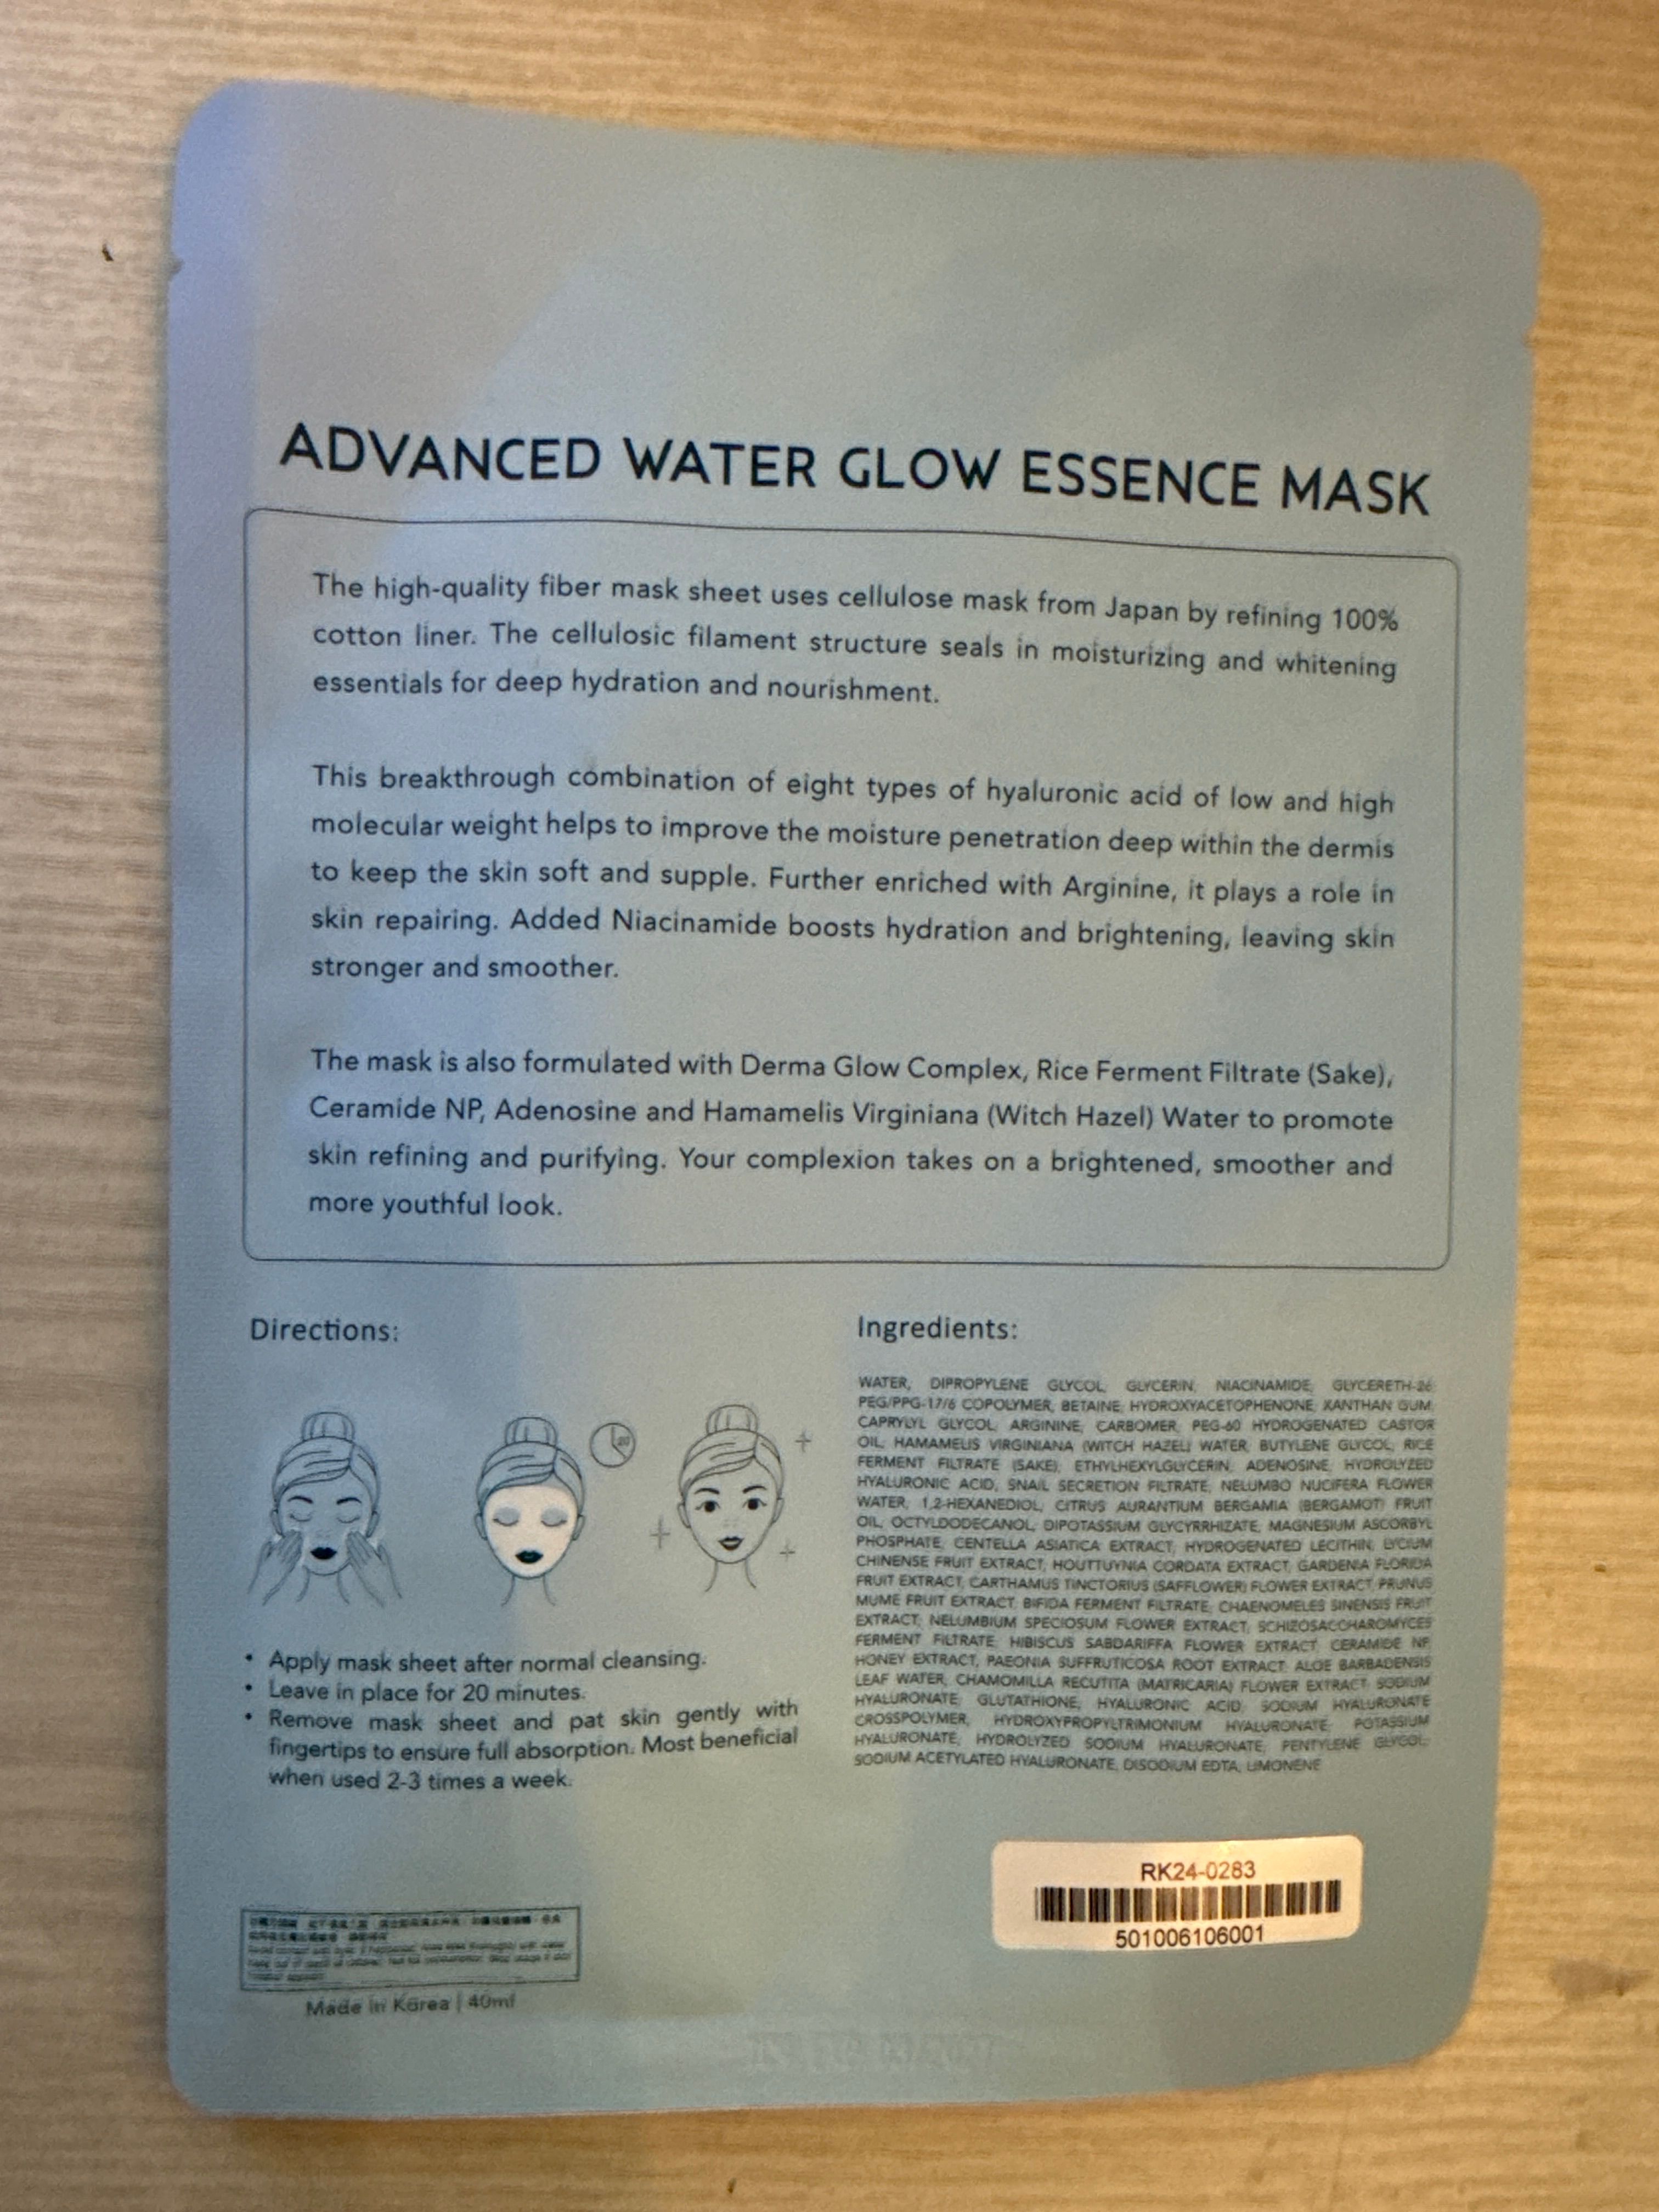 ADVANCED WATER GLOW ESSENCE MASK
The high-quality fiber mask sheet uses cellulose mask from Japan by refining 100%
cotton liner. The cellulosic filament structure seals in moisturizing and whitening
essentials for deep hydration and nourishment.
This breakthrough combination of eight types of hyaluronic acid of low and high
molecular weight helps to improve the moisture penetration deep within the dermis
to keep the skin soft and supple. Further enriched with Arginine, it plays a role in
skin repairing. Added Niacinamide boosts hydration and brightening, leaving skin
stronger and smoother.
The mask is also formulated with Derma Glow Complex, Rice Ferment Filtrate (Sake),
Ceramide NP, Adenosine and Hamamelis Virginiana (Witch Hazel) Water to promote
skin refining and purifying. Your complexion takes on a brightened, smoother and
more youthful look.
Directions:
20
• Apply mask sheet after normal cleansing.
• Leave in place for 20 minutes.
• Remove mask sheet and pat skin gently with
fingertips to ensure full absorption. Most beneficial
when used 2-3 times a week.
Ingredients:
WATER, DIPROPYLENE GLYCOL, GLYCERIN, NIACINAMIDE, GLYCERETH-26,
PEG/PPG-17/6 COPOLYMER, BETAINE, HYDROXYACETOPHENONE, XANTHAN GUM,
CAPRYLYL GLYCOL, ARGININE, CARBOMER, PEG-60 HYDROGENATED CASTOR
OIL, HAMAMELIS VIRGINIANA (WITCH HAZEL) WATER, BUTYLENE GLYCOL, RICE
FERMENT FILTRATE (SAKE), ETHYLHEXYLGLYCERIN, ADENOSINE, HYDROLYZED
HYALURONIC ACID, SNAIL SECRETION FILTRATE, NELUMBO NUCIFERA FLOWER
WATER, 1,2-HEXANEDIOL, CITRUS AURANTIUM BERGAMIA (BERGAMOT) FRUIT
OIL, OCTYLDODECANOL, DIPOTASSIUM GLYCYRRHIZATE, MAGNESIUM ASCORBYL
PHOSPHATE, CENTELLA ASIATICA EXTRACT, HYDROGENATED LECITHIN, LYCIUM
CHINENSE FRUIT EXTRACT, HOUTTUYNIA CORDATA EXTRACT, GARDENIA FLORIDA
FRUIT EXTRACT, CARTHAMUS TINCTORIUS (SAFFLOWER) FLOWER EXTRACT, PRUNUS
MUME FRUIT EXTRACT, BIFIDA FERMENT FILTRATE, CHAENOMELES SINENSIS FRUIT
EXTRACT, NELUMBIUM SPECIOSUM FLOWER EXTRACT, SCHIZOSACCHAROMYCES
FERMENT FILTRATE, HIBISCUS SABDARIFFA FLOWER EXTRACT, CERAMIDE NP,
HONEY EXTRACT, PAEONIA SUFFRUTICOSA ROOT EXTRACT, ALOE BARBADENSIS
LEAF WATER, CHAMOMILLA RECUTITA (MATRICARIA) FLOWER EXTRACT, SODIUM
HYALURONATE, GLUTATHIONE, HYALURONIC ACID, SODIUM HYALURONATE
CROSSPOLYMER, HYDROXYPROPYLTRIMONIUM HYALURONATE, POTASSIUM
HYALURONATE, HYDROLYZED SODIUM HYALURONATE, PENTYLENE GLYCOL,
SODIUM ACETYLATED HYALURONATE, DISODIUM EDTA, LIMONENE
RK24-0283
501006106001
Made in Korea | 40ml